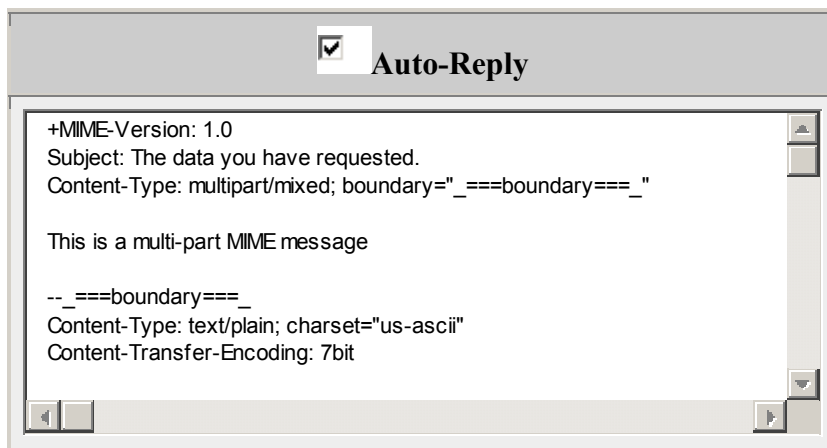 Auto-Reply
+MIME-Version: 1.0
Subject: The data you have requested.
Content-Type: multipart/mixed; boundary="_===boundary===_"
This is a multi-part MIME message
--_===boundary===_
Content-Type: text/plain; charset="us-ascii"
Content-Transfer-Encoding: 7bit